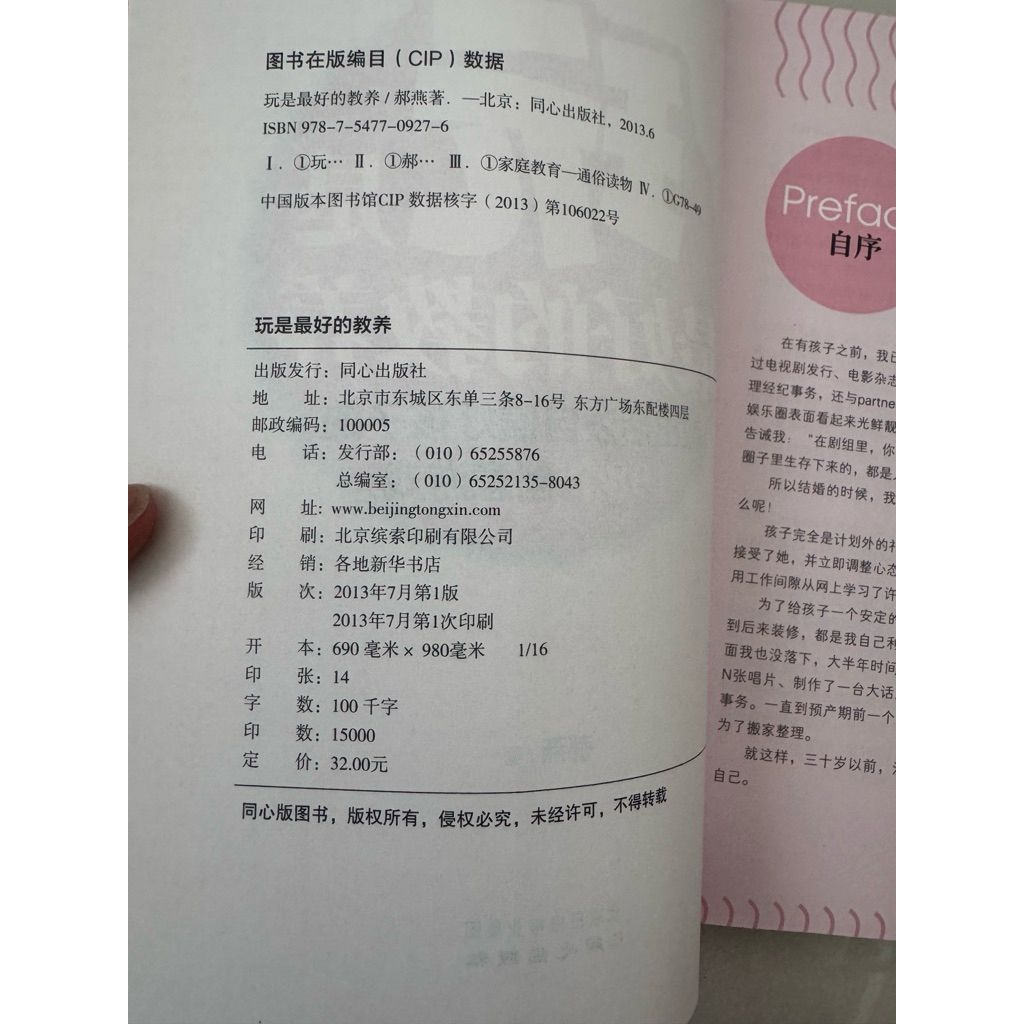 图书在版编目（CIP）数据
玩是最好的教养 / 郝燕著．—北京：同心出版社，2013.6
ISBN 978-7-5477-0927-6
Ⅰ．①玩… Ⅱ．①郝… Ⅲ．①家庭教育—通俗读物 Ⅳ．①G78-49
中国版本图书馆CIP 数据核字（2013）第106022号
玩是最好的教养
出版发行：同心出版社
地　　址：北京市东城区东单三条8-16号 东方广场东配楼四层
邮政编码：100005
电　　话：发行部：（010）65255876
总编室：（010）65252135-8043
网　　址：www.beijingtongxin.com
印　　刷：北京缤索印刷有限公司
经　　销：各地新华书店
版　　次：2013年7月第1版
2013年7月第1次印刷
开　　本：690 毫米× 980毫米　1/16
印　　张：14
字　　数：100 千字
印　　数：15000
定　　价：32.00元
同心版图书，版权所有，侵权必究，未经许可，不得转载
Prefac
自序
在有孩子之前，我已
过电视剧发行、电影杂志
理经纪事务，还与partne
娱乐圈表面看起来光鲜靓
告诫我：“在剧组里，你
圈子里生存下来的，都是
所以结婚的时候，我
么呢！
孩子完全是计划外的礼
接受了她，并立即调整心态
用工作间隙从网上学习了许
为了给孩子一个安定的
到后来装修，都是我自己利
面我也没落下，大半年时间
N张唱片、制作了一台大话
事务。一直到预产期前一个
为了搬家整理。
就这样，三十岁以前，
自己。